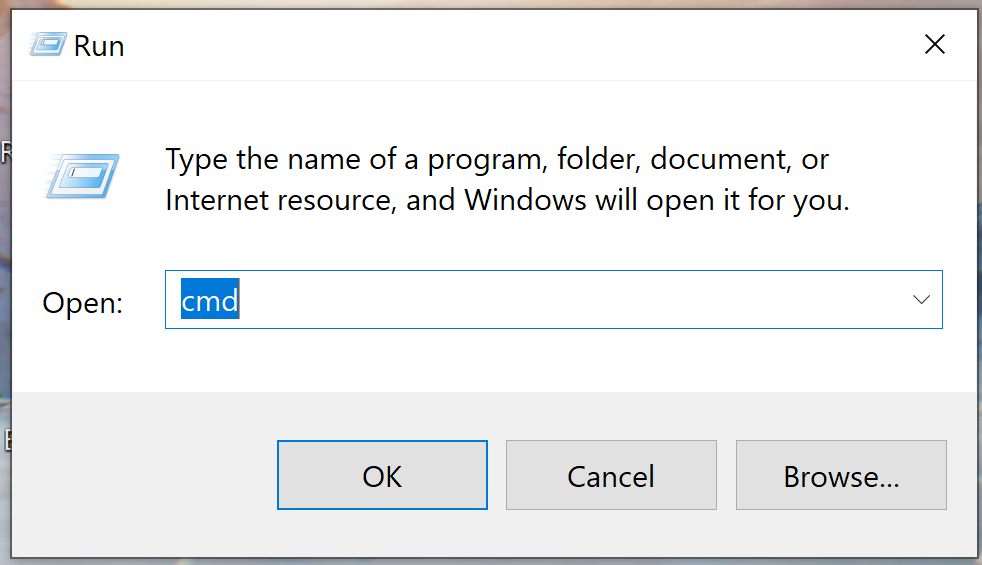 Run
Type the name of a program, folder, document, or
Internet resource, and Windows will open it for you.
Open: cmd
OK Cancel Browse...